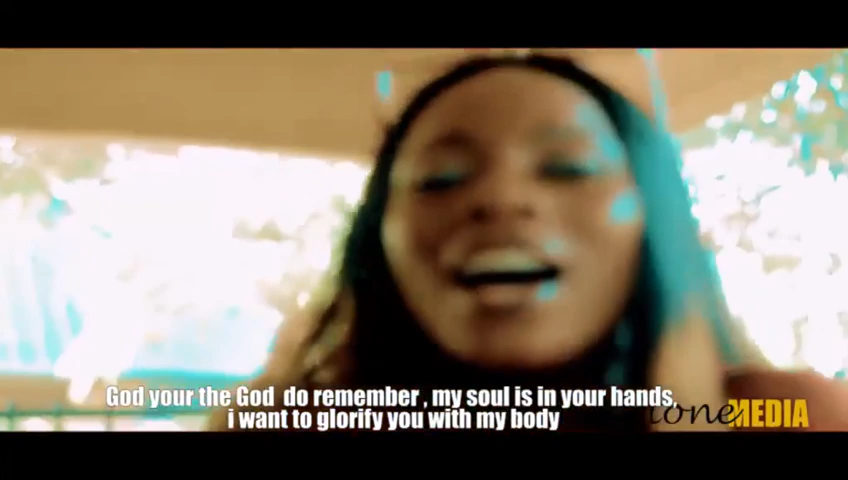 God your the God do remember , my soul is in your hands,
i want to glorify you with my body
MEDIA